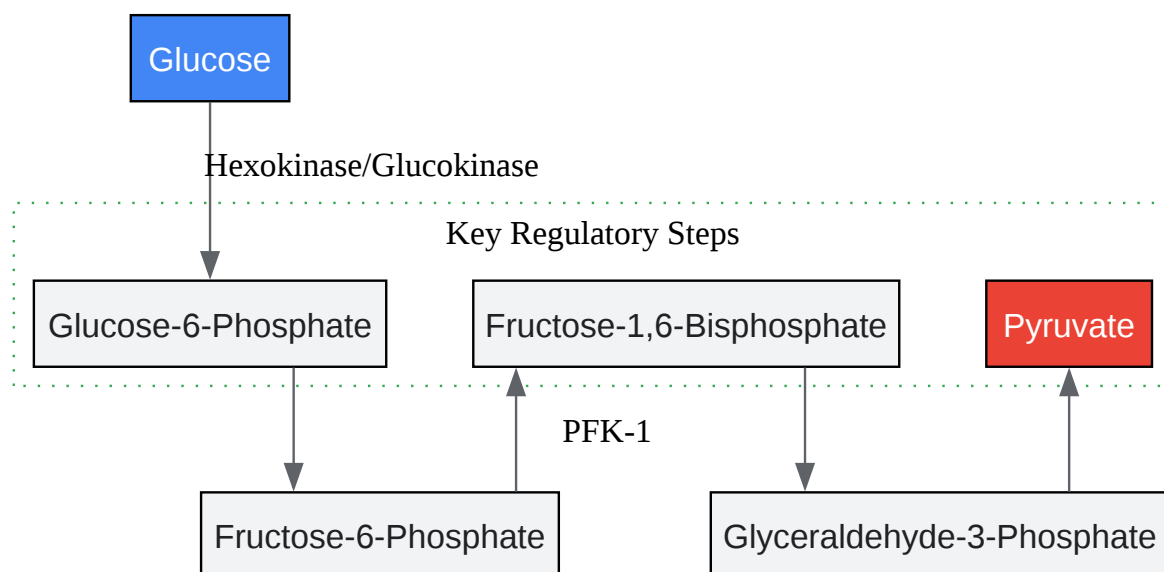 Glucose
Hexokinase/Glucokinase
Key Regulatory Steps
Glucose-6-Phosphate
Fructose-1,6-Bisphosphate
Pyruvate
PFK-1
Fructose-6-Phosphate
Glyceraldehyde-3-Phosphate